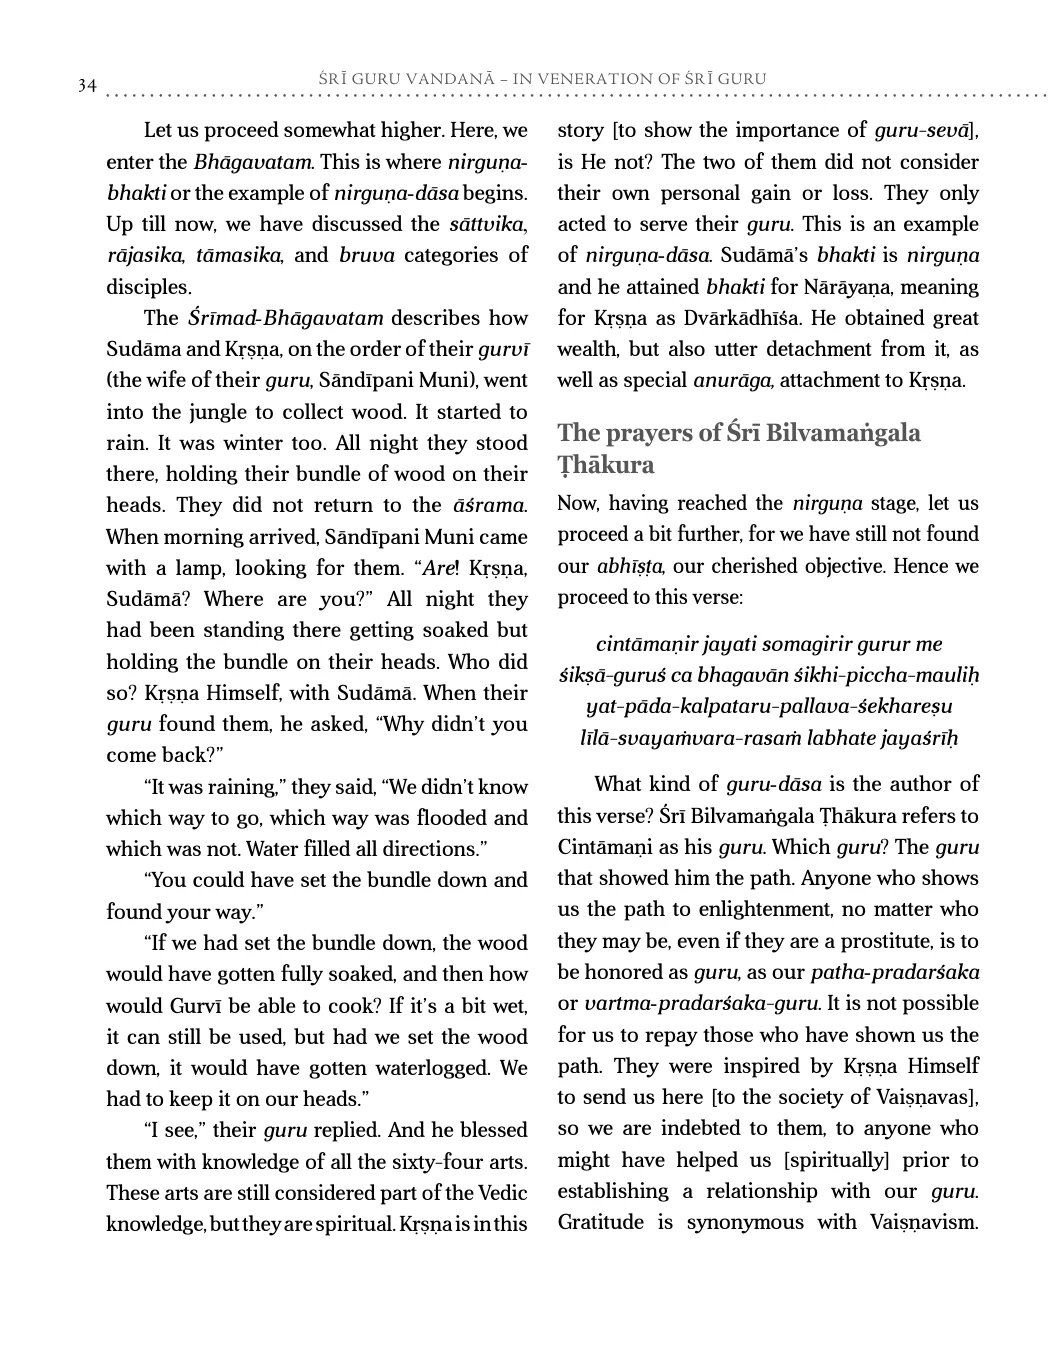 34
ŚRĪ GURU VANDANĀ – IN VENERATION OF ŚRĪ GURU
Let us proceed somewhat higher. Here, we
enter the Bhāgavatam. This is where nirguṇa-
bhakti or the example of nirguṇa-dāsa begins.
Up till now, we have discussed the sāttvika,
rājasika, tāmasika, and bruva categories of
disciples.
The Śrīmad-Bhāgavatam describes how
Sudāma and Kṛṣṇa, on the order of their gurvī
(the wife of their guru, Sāndīpani Muni), went
into the jungle to collect wood. It started to
rain. It was winter too. All night they stood
there, holding their bundle of wood on their
heads. They did not return to the āśrama.
When morning arrived, Sāndīpani Muni came
with a lamp, looking for them. “Are! Kṛṣṇa,
Sudāmā? Where are you?” All night they
had been standing there getting soaked but
holding the bundle on their heads. Who did
so? Kṛṣṇa Himself, with Sudāmā. When their
guru found them, he asked, “Why didn’t you
come back?”
“It was raining,” they said, “We didn’t know
which way to go, which way was flooded and
which was not. Water filled all directions.”
“You could have set the bundle down and
found your way.”
“If we had set the bundle down, the wood
would have gotten fully soaked, and then how
would Gurvī be able to cook? If it’s a bit wet,
it can still be used, but had we set the wood
down, it would have gotten waterlogged. We
had to keep it on our heads.”
“I see,” their guru replied. And he blessed
them with knowledge of all the sixty-four arts.
These arts are still considered part of the Vedic
knowledge, but they are spiritual. Kṛṣṇa is in this
story [to show the importance of guru-sevā],
is He not? The two of them did not consider
their own personal gain or loss. They only
acted to serve their guru. This is an example
of nirguṇa-dāsa. Sudāmā’s bhakti is nirguṇa
and he attained bhakti for Nārāyaṇa, meaning
for Kṛṣṇa as Dvārkādhīśa. He obtained great
wealth, but also utter detachment from it, as
well as special anurāga, attachment to Kṛṣṇa.
The prayers of Śrī Bilvamaṅgala
Ṭhākura
Now, having reached the nirguṇa stage, let us
proceed a bit further, for we have still not found
our abhīṣṭa, our cherished objective. Hence we
proceed to this verse:
cintāmaṇir jayati somagirir gurur me
śikṣā-guruś ca bhagavān śikhi-piccha-mauliḥ
yat-pāda-kalpataru-pallava-śekhareṣu
līlā-svayaṁvara-rasaṁ labhate jayaśrīḥ
What kind of guru-dāsa is the author of
this verse? Śrī Bilvamaṅgala Ṭhākura refers to
Cintāmaṇi as his guru. Which guru? The guru
that showed him the path. Anyone who shows
us the path to enlightenment, no matter who
they may be, even if they are a prostitute, is to
be honored as guru, as our patha-pradarśaka
or vartma-pradarśaka-guru. It is not possible
for us to repay those who have shown us the
path. They were inspired by Kṛṣṇa Himself
to send us here [to the society of Vaiṣṇavas],
so we are indebted to them, to anyone who
might have helped us [spiritually] prior to
establishing a relationship with our guru.
Gratitude is synonymous with Vaiṣṇavism.